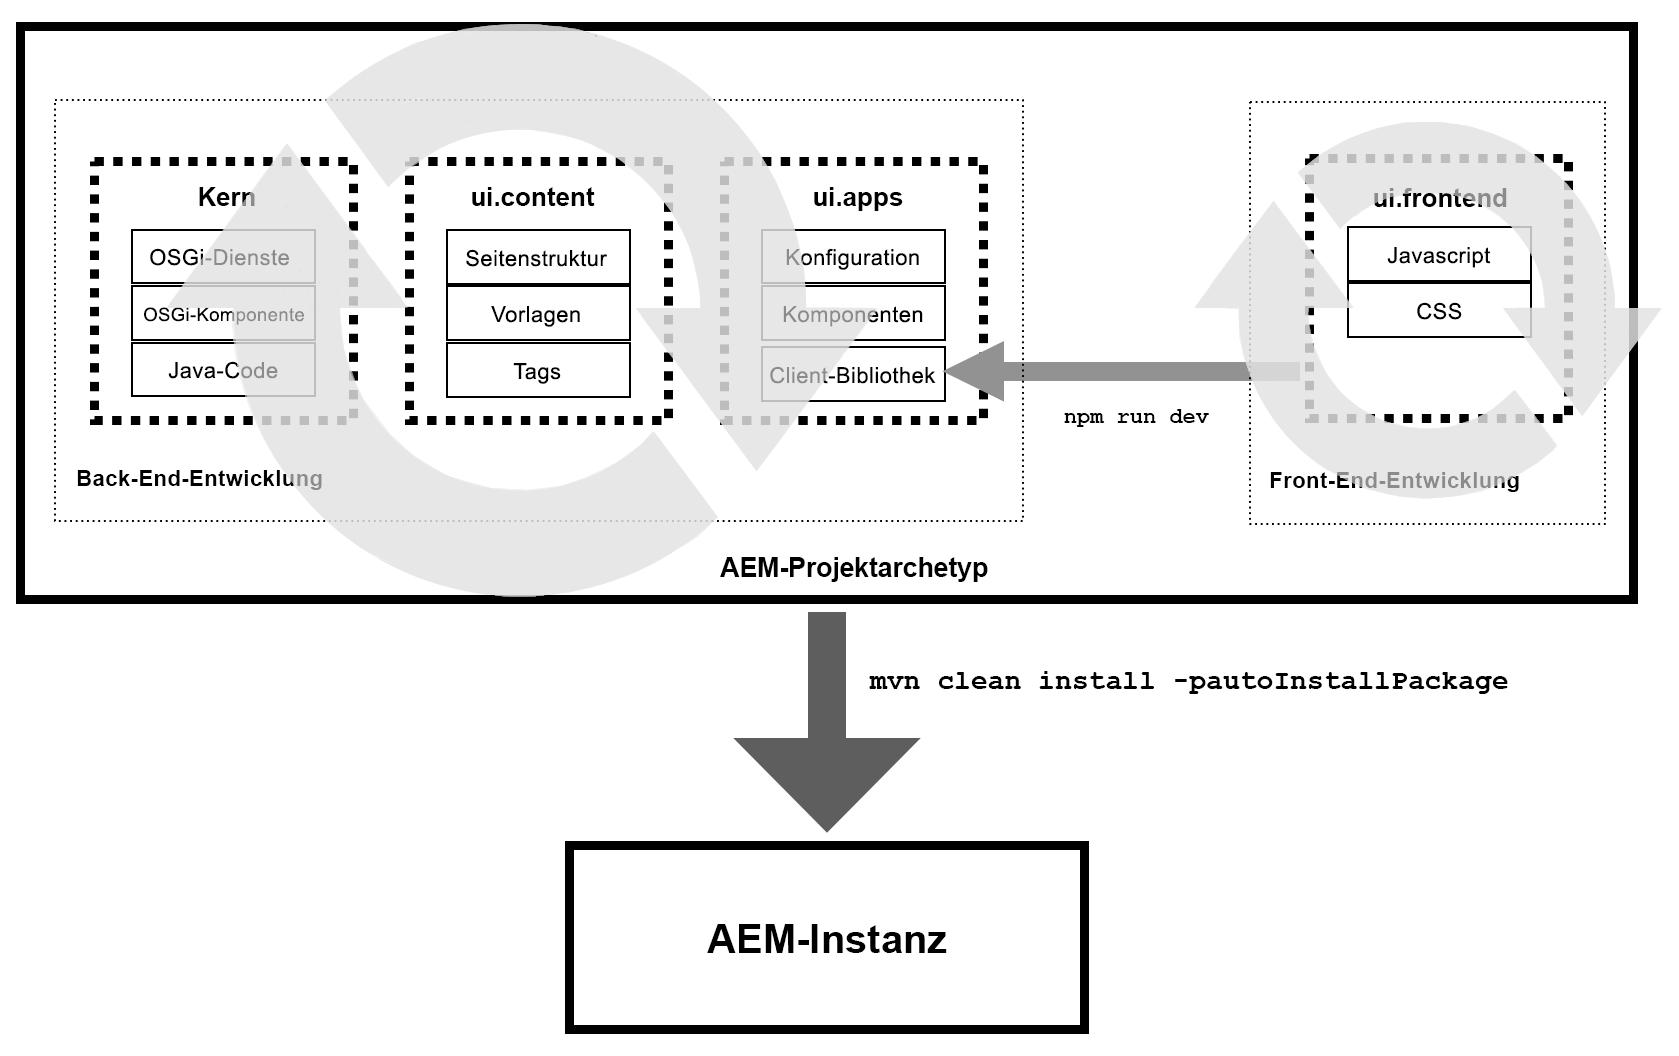 Kern
OSGi-Dienste
OSGi-Komponente
Java-Code
ui.content
Seitenstruktur
Vorlagen
Tags
ui.apps
Konfiguration
Komponenten
Client-Bibliothek
Back-End-Entwicklung
npm run dev
ui.frontend
Javascript
CSS
Front-End-Entwicklung
AEM-Projektarchetyp
mvn clean install -pautoInstallPackage
AEM-Instanz